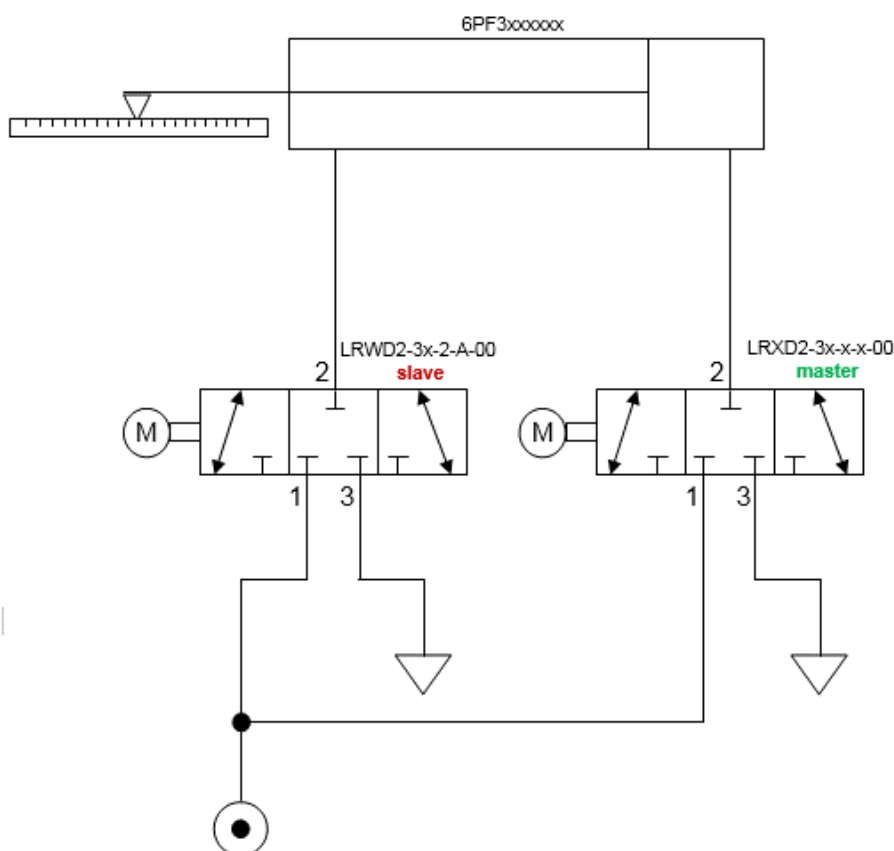 6PF3xxxxxx
LRWD2-3x-2-A-00
slave
LRXD2-3x-x-x-00
master
2
2
M
M
1
3
1
3